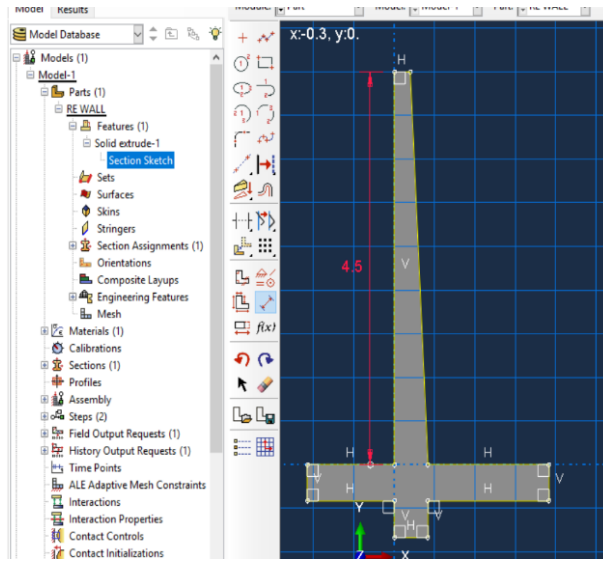 Model Results
Module: Part Model: Model-1 Part: RE WALL
Model Database
Models (1)
Model-1
Parts (1)
RE WALL
Features (1)
Solid extrude-1
Section Sketch
Sets
Surfaces
Skins
Stringers
Section Assignments (1)
Orientations
Composite Layups
Engineering Features
Mesh
Materials (1)
Calibrations
Sections (1)
Profiles
Assembly
Steps (2)
Field Output Requests (1)
History Output Requests (1)
Time Points
ALE Adaptive Mesh Constraints
Interactions
Interaction Properties
Contact Controls
Contact Initializations
f(x)
x:-0.3, y:0.
H
4.5
V
H H
V H H V
Y V V
H
Z X